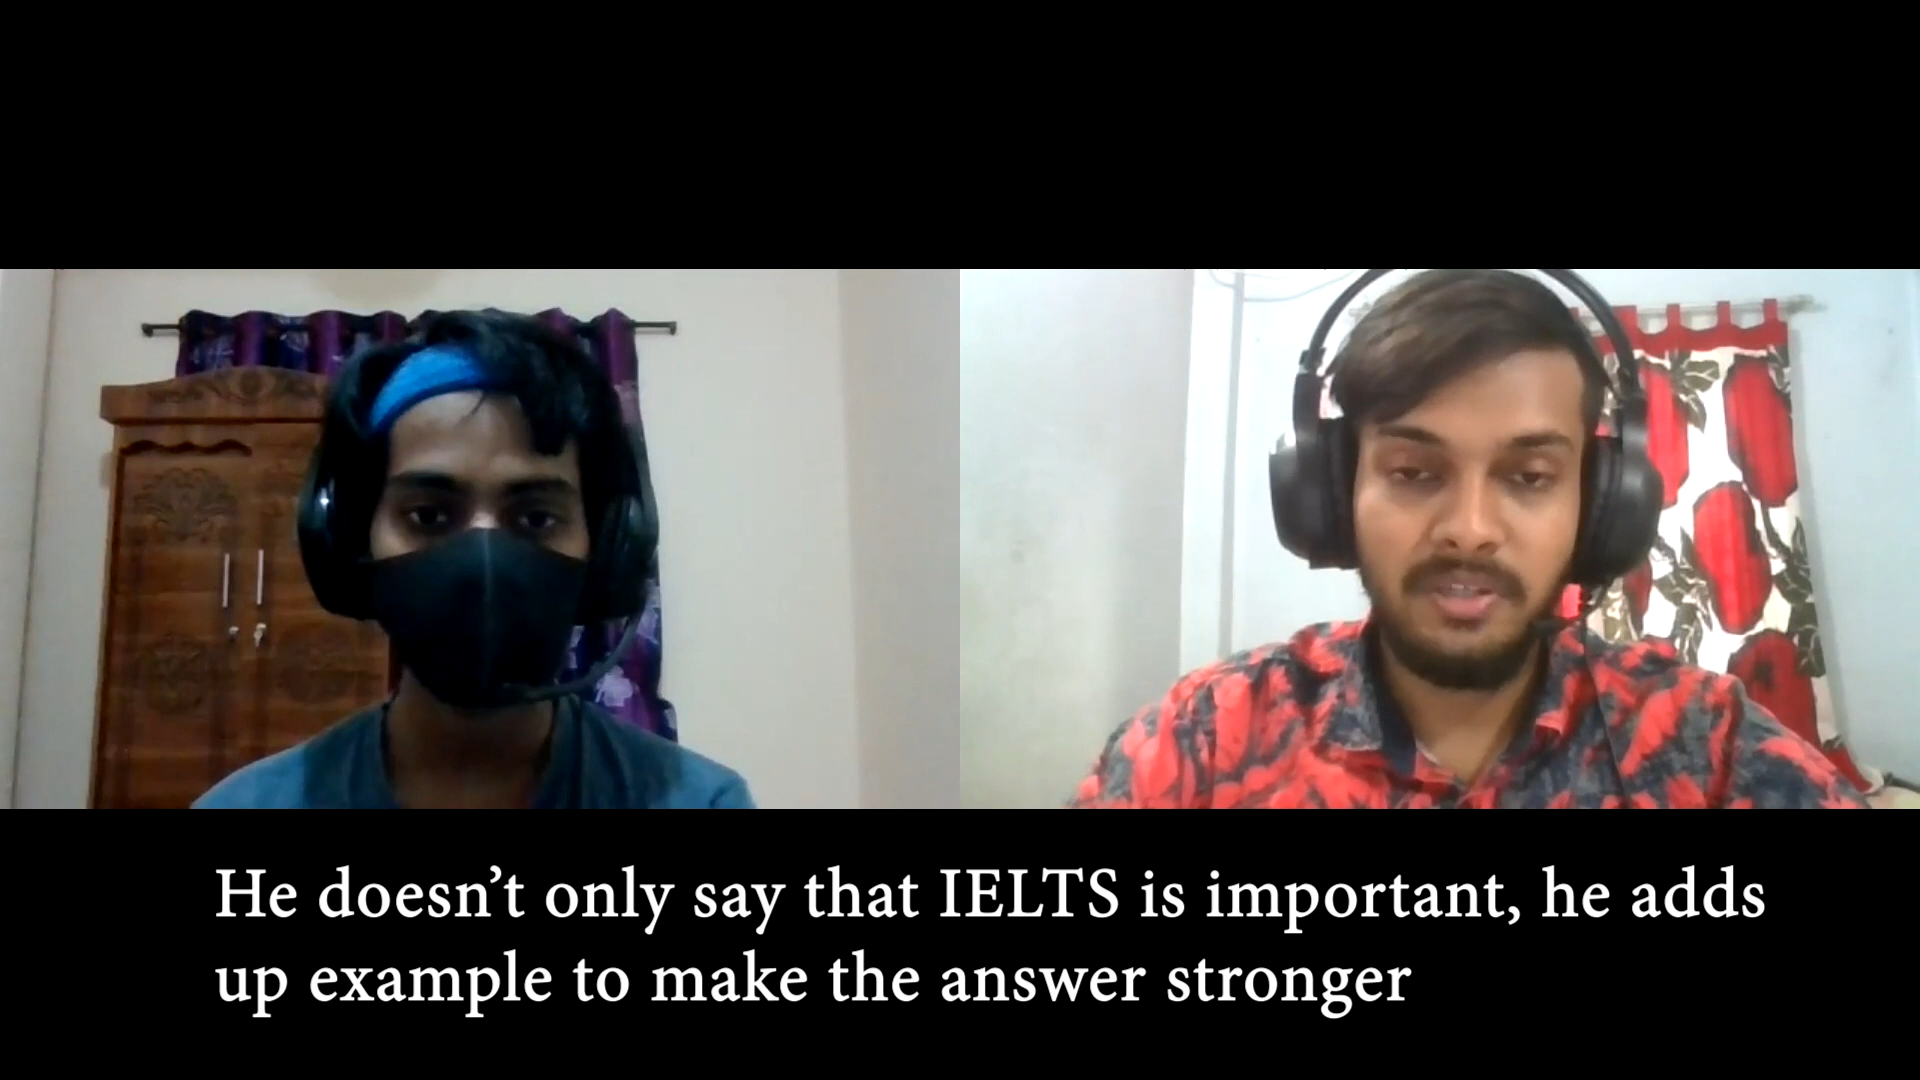 He doesn’t only say that IELTS is important, he adds
up example to make the answer stronger